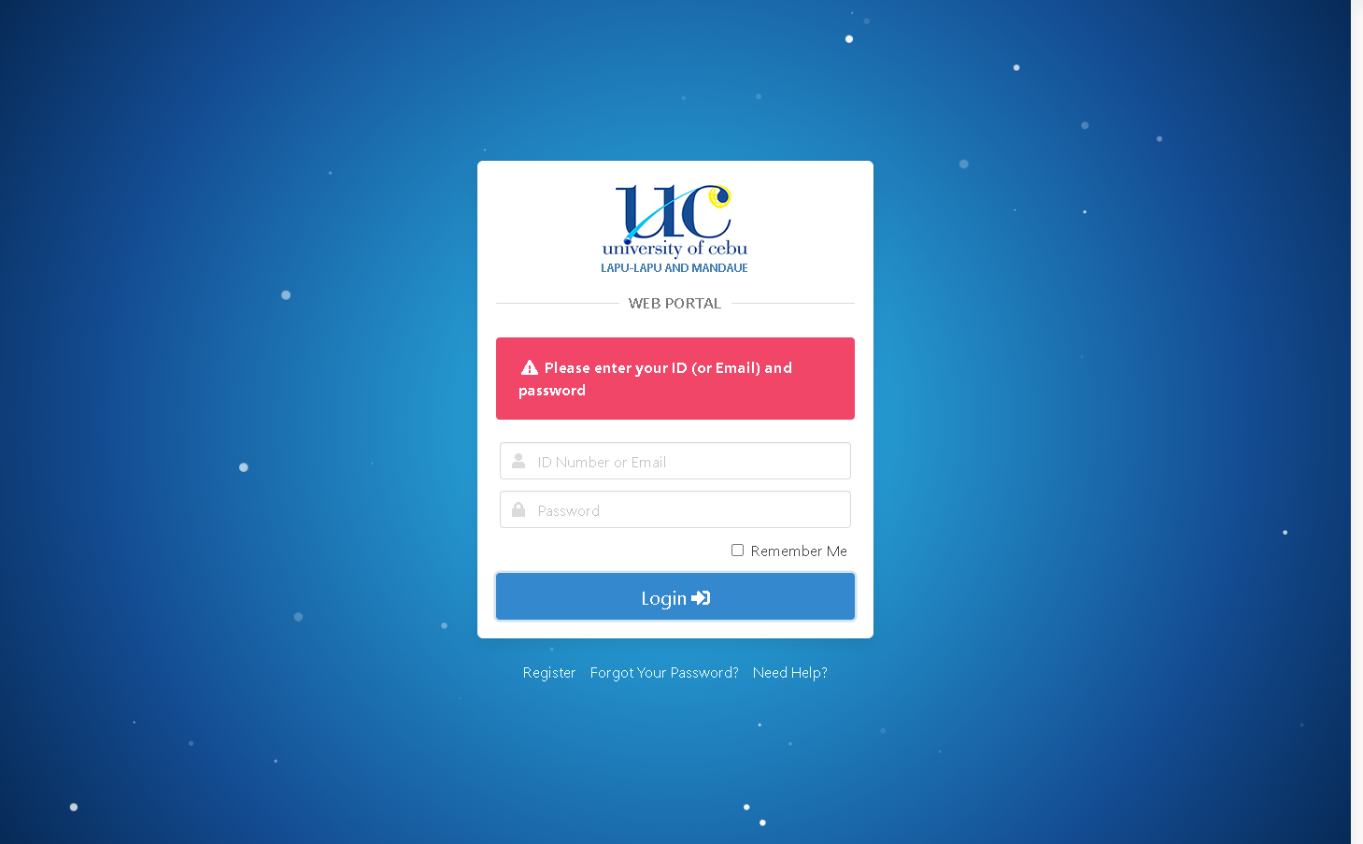 uc
university of cebu
LAPU-LAPU AND MANDAUE
WEB PORTAL
Please enter your ID (or Email) and
password
ID Number or Email
Password
Remember Me
Login
Register Forgot Your Password? Need Help?